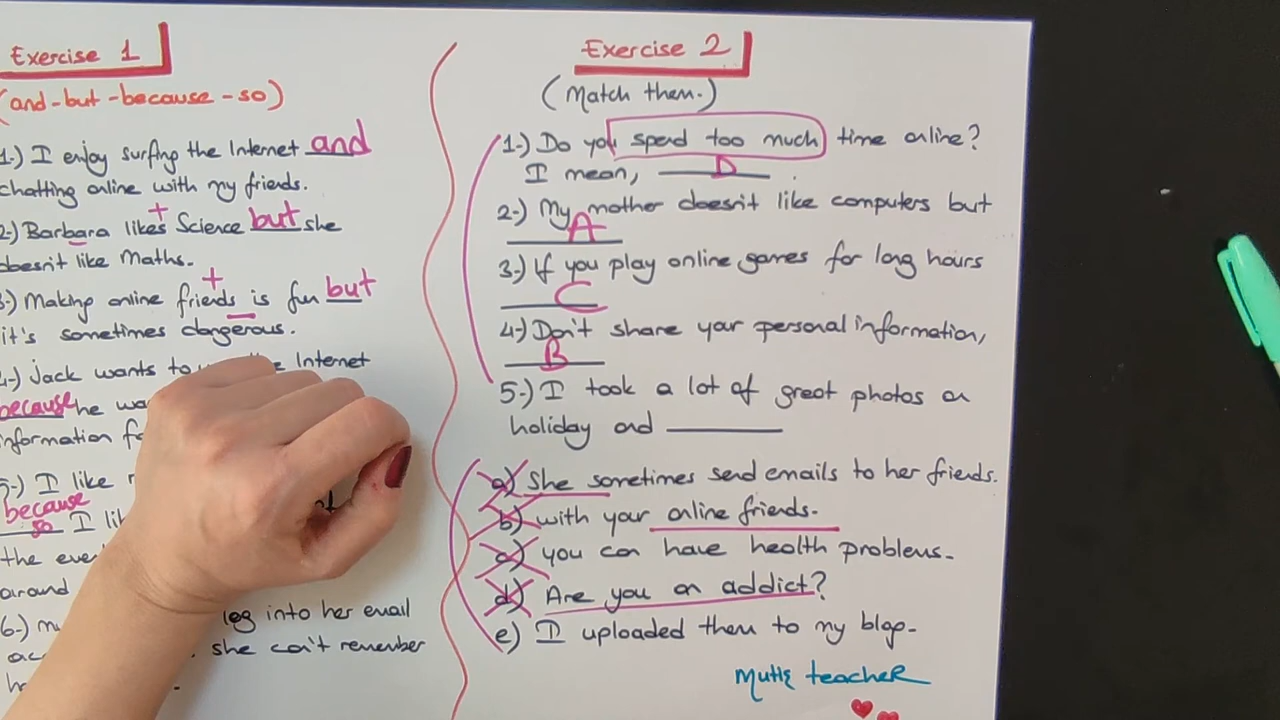 Exercise 1
(and-but-because-so)
1-) I enjoy surfing the Internet and
chatting online with my friends.
+
2-) Barbara likes Science but she
doesn't like Maths.
+
3-) Making online friends is fun but
it's sometimes dangerous.
4-) Jack wants to the Internet
because he
information
5-) I like
because
so I
the
around
6-) log into her email
she can't remember
Exercise 2
(Match them.)
1-) Do you spend too much time online?
I mean, D.
2-) My mother doesn't like computers but
A
3-) If you play online games for long hours
C
4-) Don't share your personal information,
B
5-) I took a lot of great photos on
holiday and
a) She sometimes send emails to her friends.
b) with your online friends.
c) you can have health problems.
d) Are you an addict?
e) I uploaded them to my blog.
teacher